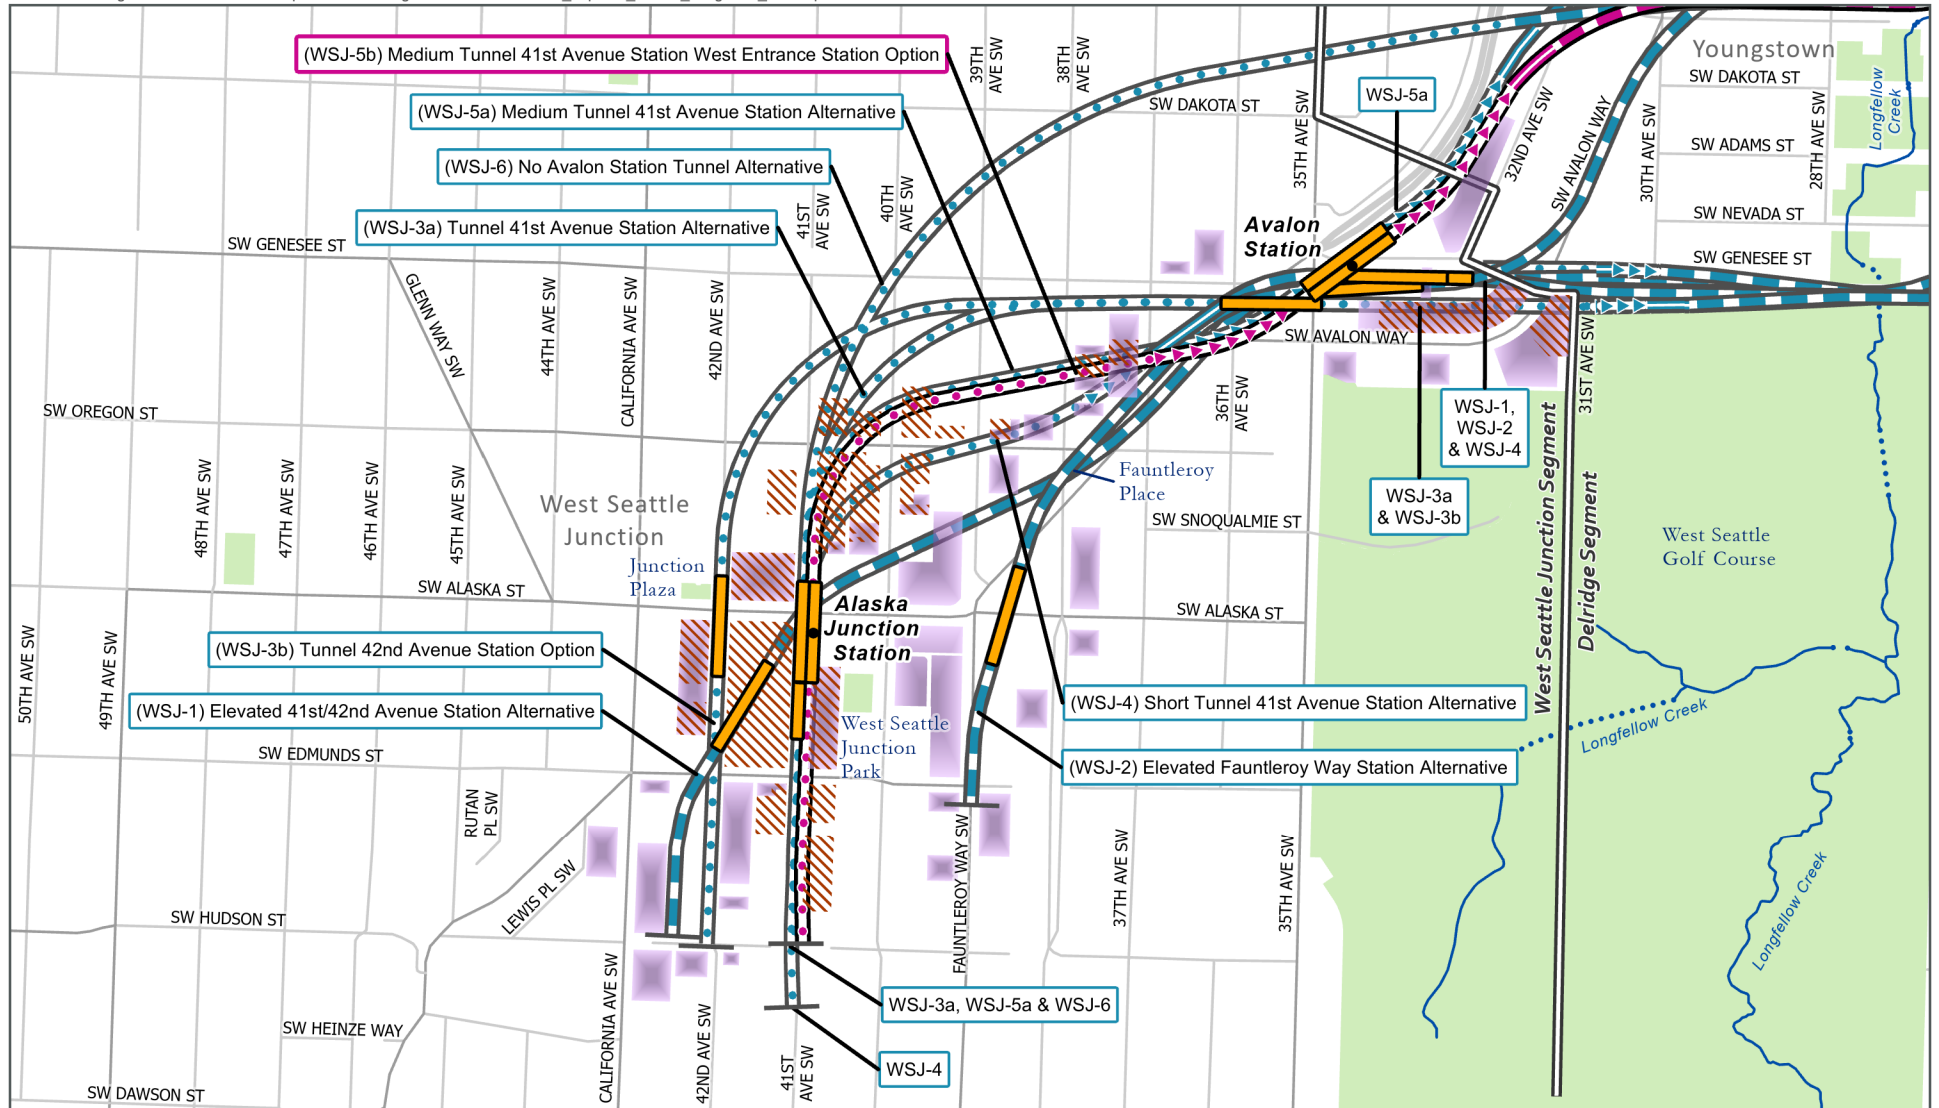 (WSJ-5b) Medium Tunnel 41st Avenue Station West Entrance Station Option
(WSJ-5a) Medium Tunnel 41st Avenue Station Alternative
(WSJ-6) No Avalon Station Tunnel Alternative
(WSJ-3a) Tunnel 41st Avenue Station Alternative
39TH
AVE SW
38TH
AVE SW
SW DAKOTA ST
35TH AVE SW
WSJ-5a
32ND AVE SW
SW AVALON WAY
30TH AVE SW
Youngstown
SW DAKOTA ST
SW ADAMS ST
28TH AVE SW
Longfellow
Creek
SW NEVADA ST
SW GENESEE ST
41ST
AVE SW
40TH
AVE SW
Avalon
Station
SW GENESEE ST
GLENN WAY SW
44TH AVE SW
CALIFORNIA AVE SW
42ND AVE SW
SW AVALON WAY
31ST AVE SW
36TH
AVE SW
WSJ-1,
WSJ-2
& WSJ-4
WSJ-3a
& WSJ-3b
SW OREGON ST
48TH AVE SW
47TH AVE SW
46TH AVE SW
45TH AVE SW
West Seattle
Junction
Junction
Plaza
Fauntleroy
Place
SW SNOQUALMIE ST
West Seattle Junction Segment
Delridge Segment
West Seattle
Golf Course
SW ALASKA ST
Alaska
Junction
Station
SW ALASKA ST
50TH AVE SW
49TH AVE SW
(WSJ-3b) Tunnel 42nd Avenue Station Option
(WSJ-1) Elevated 41st/42nd Avenue Station Alternative
(WSJ-4) Short Tunnel 41st Avenue Station Alternative
(WSJ-2) Elevated Fauntleroy Way Station Alternative
Longfellow Creek
West Seattle
Junction
Park
SW EDMUNDS ST
RUTAN
PL SW
LEWIS PL SW
FAUNTLEROY WAY SW
37TH AVE SW
35TH AVE SW
Longfellow Creek
SW HUDSON ST
CALIFORNIA AVE SW
42ND AVE SW
41ST
AVE SW
WSJ-3a, WSJ-5a & WSJ-6
WSJ-4
SW HEINZE WAY
SW DAWSON ST